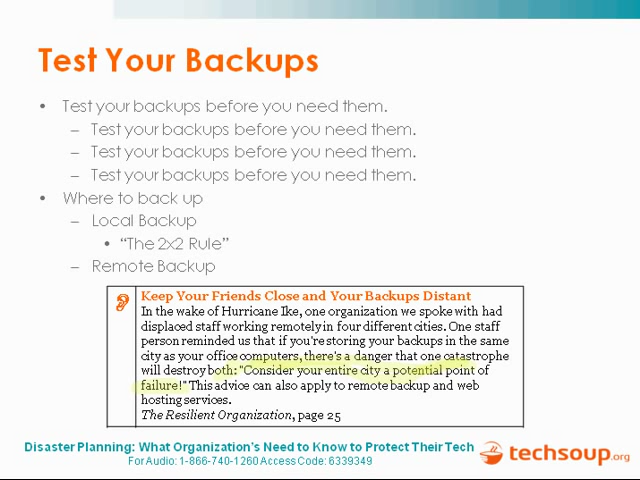 Test Your Backups
• Test your backups before you need them.
– Test your backups before you need them.
– Test your backups before you need them.
– Test your backups before you need them.
• Where to back up
– Local Backup
• “The 2x2 Rule”
– Remote Backup
Keep Your Friends Close and Your Backups Distant
In the wake of Hurricane Ike, one organization we spoke with had
displaced staff working remotely in four different cities. One staff
person reminded us that if you're storing your backups in the same
city as your office computers, there's a danger that one catastrophe
will destroy both: "Consider your entire city a potential point of
failure!" This advice can also apply to remote backup and web
hosting services.
The Resilient Organization, page 25
Disaster Planning: What Organization's Need to Know to Protect Their Tech
For Audio: 1-866-740-1260 Access Code: 6339349
techsoup.org